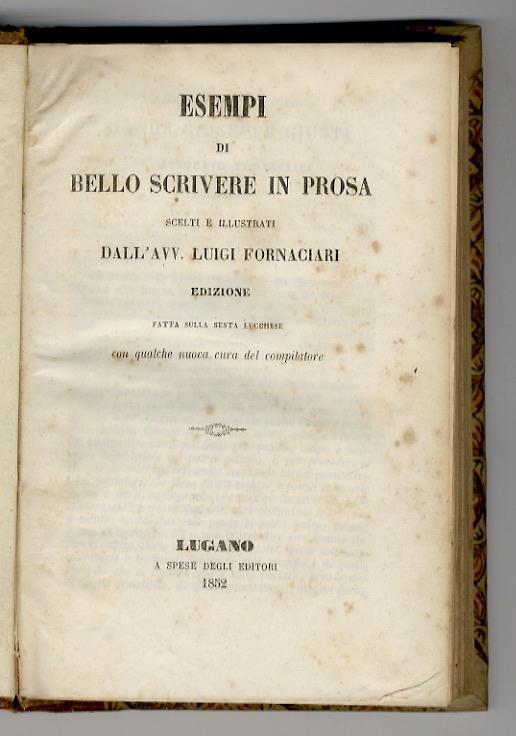 ESEMPI
DI
BELLO SCRIVERE IN PROSA
SCELTI E ILLUSTRATI
DALL'AVV. LUIGI FORNACIARI
EDIZIONE
FATTA SULLA SESTA LUCCHESE
con qualche nuova cura del compilatore
LUGANO
A SPESE DEGLI EDITORI
1852